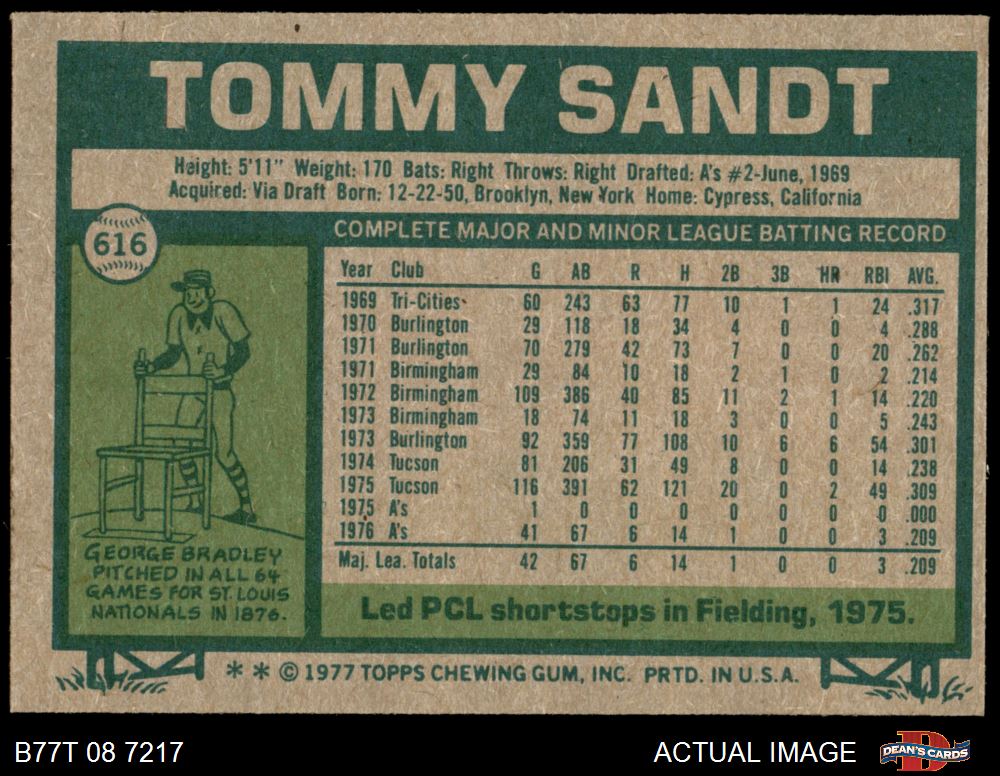 TOMMY SANDT
Height: 5'11" Weight: 170 Bats: Right Throws: Right Drafted: A's #2-June, 1969
Acquired: Via Draft Born: 12-22-50, Brooklyn, New York Home: Cypress, California
616
COMPLETE MAJOR AND MINOR LEAGUE BATTING RECORD
Year Club G AB R H 2B 3B HR RBI AVG.
1969 Tri-Cities 60 243 63 77 10 1 1 24 .317
1970 Burlington 29 118 18 34 4 0 0 4 .288
1971 Burlington 70 279 42 73 7 0 0 20 .262
1971 Birmingham 29 84 10 18 2 1 0 2 .214
1972 Birmingham 109 386 40 85 11 2 1 14 .220
1973 Birmingham 18 74 11 18 3 0 0 5 .243
1973 Burlington 92 359 77 108 10 6 6 54 .301
1974 Tucson 81 206 31 49 8 0 0 14 .238
1975 Tucson 116 391 62 121 20 0 2 49 .309
1975 A's 1 0 0 0 0 0 0 0 .000
1976 A's 41 67 6 14 1 0 0 3 .209
Maj. Lea. Totals 42 67 6 14 1 0 0 3 .209
GEORGE BRADLEY
PITCHED IN ALL 64
GAMES FOR ST. LOUIS
NATIONALS IN 1876.
Led PCL shortstops in Fielding, 1975.
** © 1977 TOPPS CHEWING GUM, INC. PRTD. IN U.S.A.
B77T 08 7217
ACTUAL IMAGE
DEAN'S CARDS